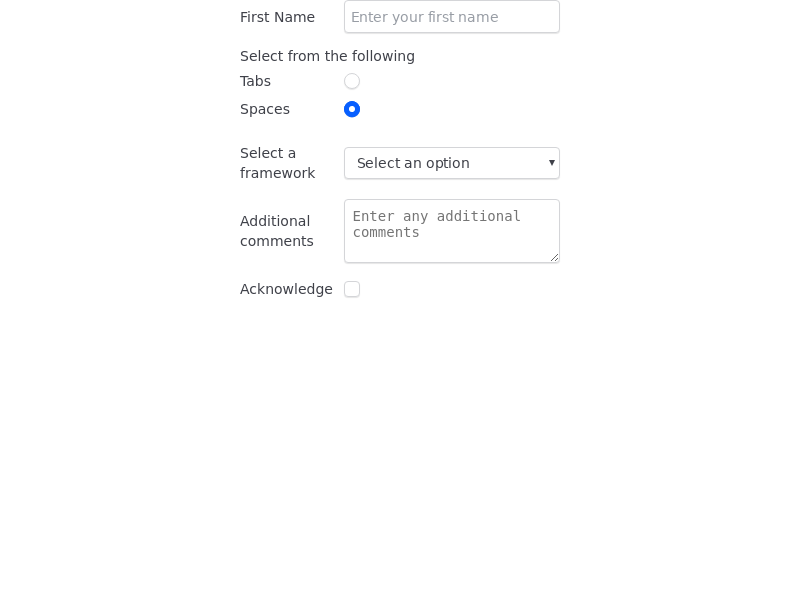 First Name Enter your first name
Select from the following
Tabs
Spaces
Select a
framework
Select an option
Additional
comments
Enter any additional
comments
Acknowledge